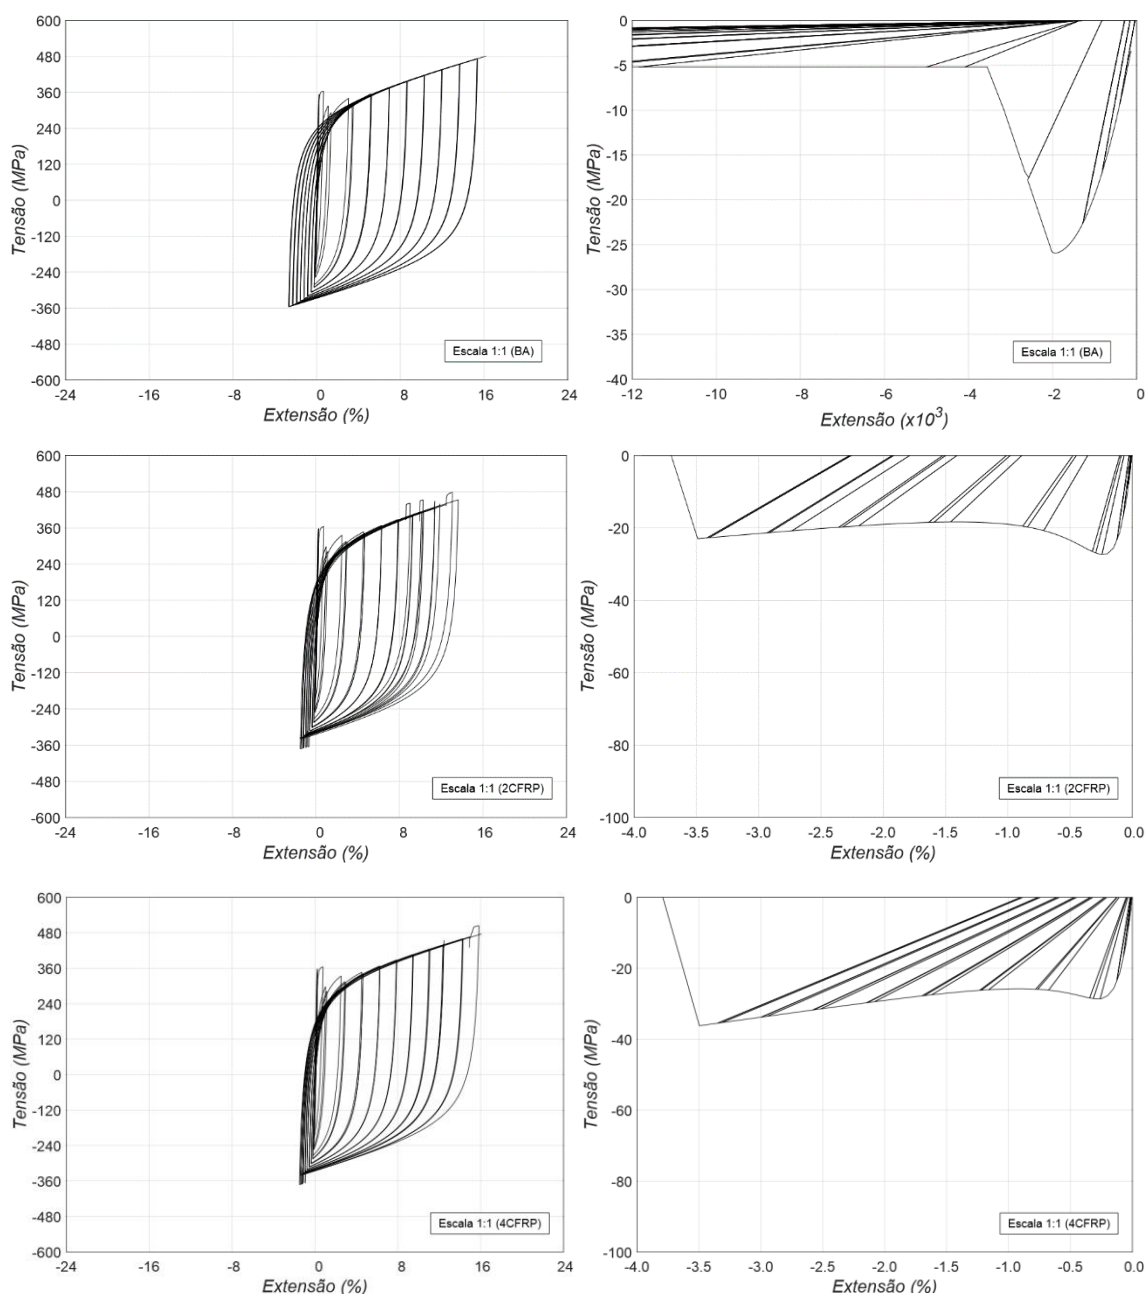 600
480
360
240
120
0
-120
-240
-360
-480
-600
Tensão (MPa)
Escala 1:1 (BA)
-24 -16 -8 0 8 16 24
Extensão (%)
0
-5
-10
-15
-20
-25
-30
-35
-40
Tensão (MPa)
Escala 1:1 (BA)
-12 -10 -8 -6 -4 -2 0
Extensão (x10³)
600
480
360
240
120
0
-120
-240
-360
-480
-600
Tensão (MPa)
Escala 1:1 (2CFRP)
-24 -16 -8 0 8 16 24
Extensão (%)
0
-20
-40
-60
-80
-100
Tensão (MPa)
Escala 1:1 (2CFRP)
-4.0 -3.5 -3.0 -2.5 -2.0 -1.5 -1.0 -0.5 0.0
Extensão (%)
600
480
360
240
120
0
-120
-240
-360
-480
-600
Tensão (MPa)
Escala 1:1 (4CFRP)
-24 -16 -8 0 8 16 24
Extensão (%)
0
-20
-40
-60
-80
-100
Tensão (MPa)
Escala 1:1 (4CFRP)
-4.0 -3.5 -3.0 -2.5 -2.0 -1.5 -1.0 -0.5 0.0
Extensão (%)